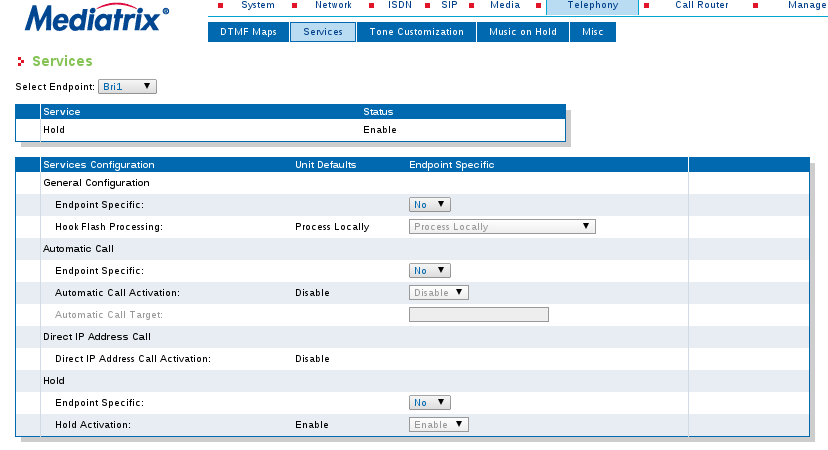 Mediatrix®
System Network ISDN SIP Media Telephony Call Router Manage
DTMF Maps Services Tone Customization Music on Hold Misc
Services
Select Endpoint: Bri1
Service Status
Hold Enable
Services Configuration Unit Defaults Endpoint Specific
General Configuration
Endpoint Specific: No
Hook Flash Processing: Process Locally Process Locally
Automatic Call
Endpoint Specific: No
Automatic Call Activation: Disable Disable
Automatic Call Target:
Direct IP Address Call
Direct IP Address Call Activation: Disable
Hold
Endpoint Specific: No
Hold Activation: Enable Enable